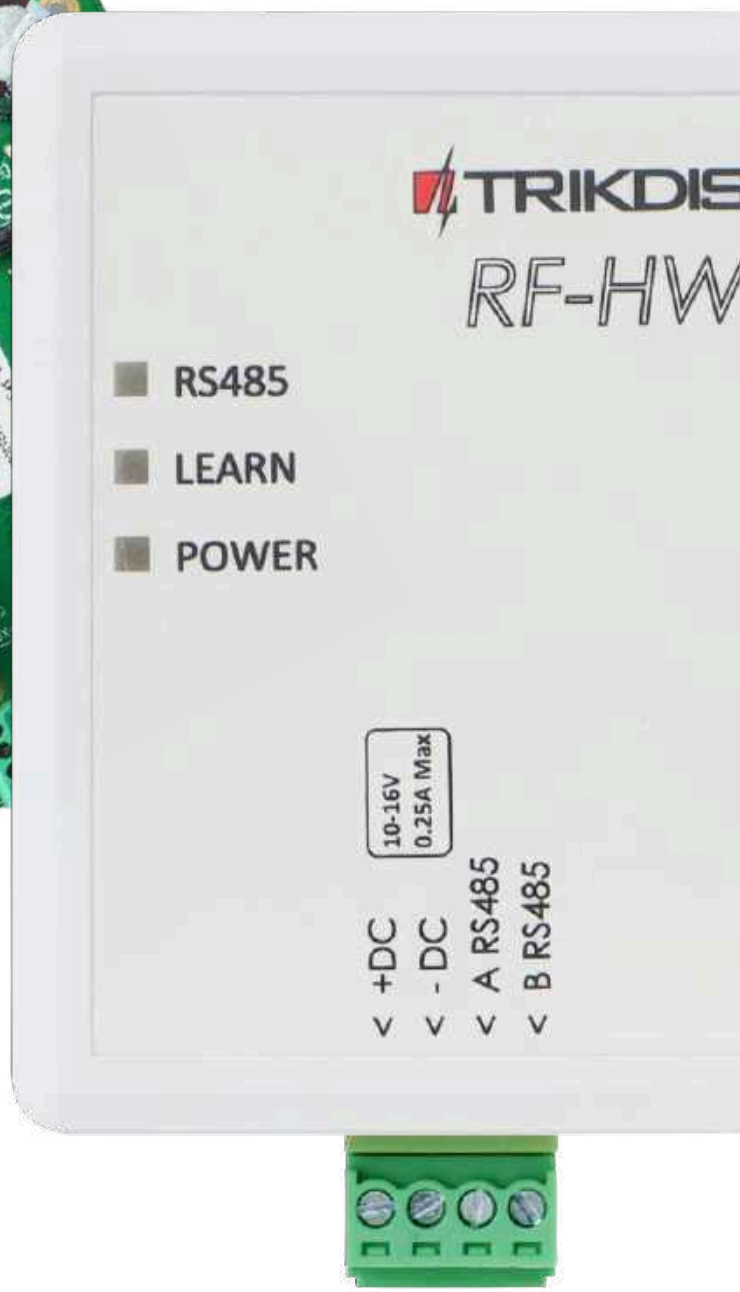 TRIKDIS
RF-HW
RS485
LEARN
POWER
10-16V
0.25A Max
< +DC
< - DC
< A RS485
< B RS485